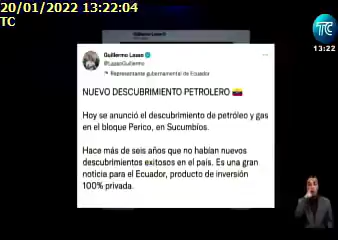 20/01/2022 13:22:04
TC
TC
13:22
Guillermo Lasso
@LassoGuillermo
Representante gubernamental de Ecuador
NUEVO DESCUBRIMIENTO PETROLERO
Hoy se anunció el descubrimiento de petróleo y gas
en el bloque Perico, en Sucumbíos.
Hace más de seis años que no habían nuevos
descubrimientos exitosos en el país. Es una gran
noticia para el Ecuador, producto de inversión
100% privada.